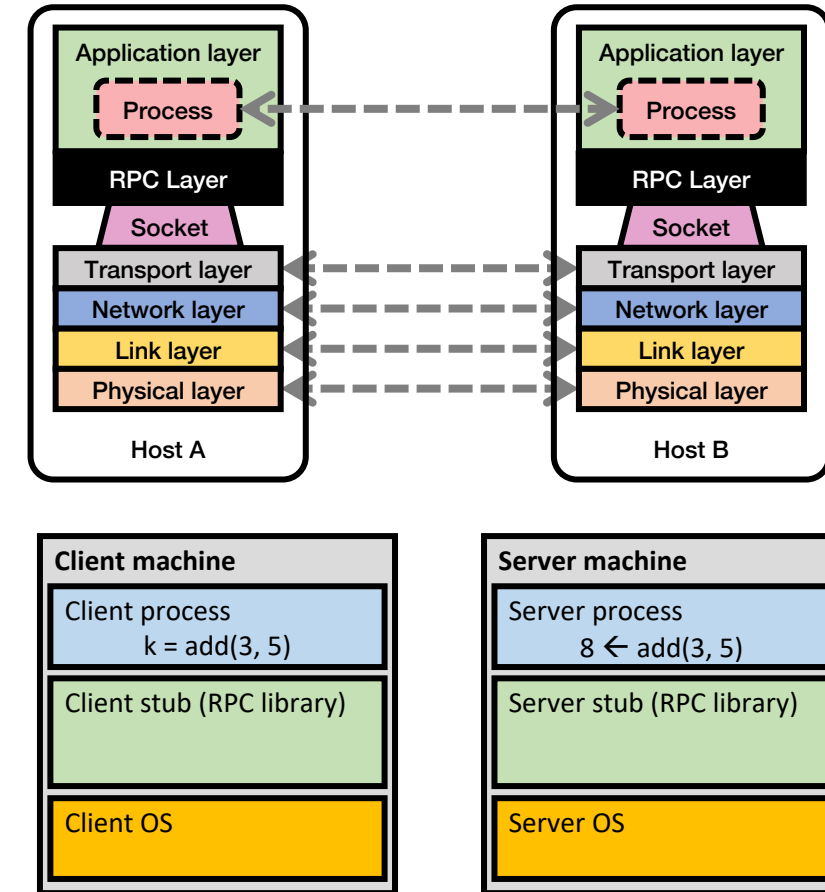 Application layer
Process
RPC Layer
Socket
Transport layer
Network layer
Link layer
Physical layer
Host A
Application layer
Process
RPC Layer
Socket
Transport layer
Network layer
Link layer
Physical layer
Host B
Client machine
Client process
k = add(3, 5)
Client stub (RPC library)
Client OS
Server machine
Server process
8 ← add(3, 5)
Server stub (RPC library)
Server OS